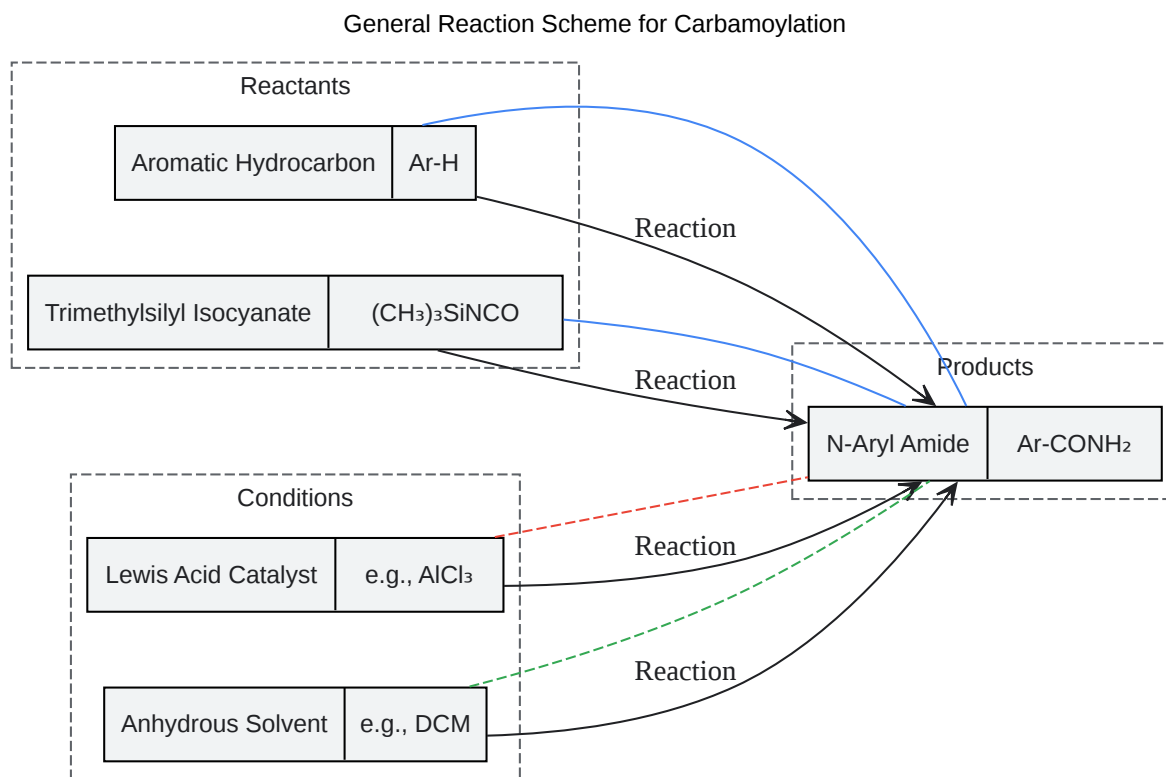 General Reaction Scheme for Carbamoylation
Reactants
Aromatic Hydrocarbon Ar-H
Reaction
Trimethylsilyl Isocyanate (CH₃)₃SiNCO
Reaction
Products
N-Aryl Amide Ar-CONH₂
Conditions
Reaction
Lewis Acid Catalyst e.g., AlCl₃
Reaction
Anhydrous Solvent e.g., DCM